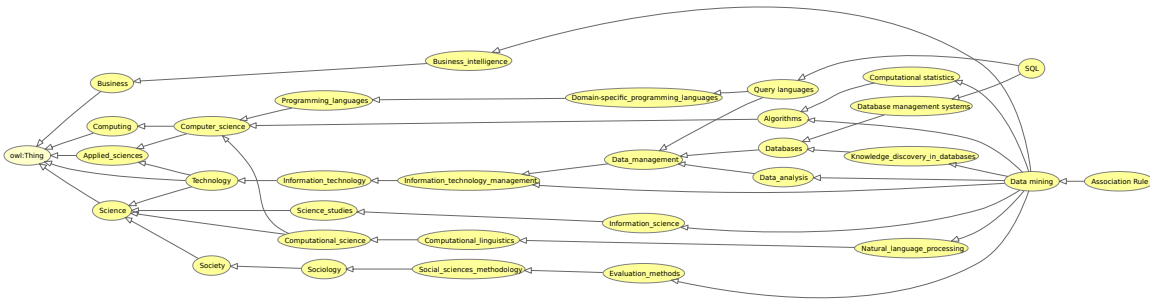 Business_intelligence
SQL
Business
Computational statistics
Query languages
Programming_languages
Domain-specific_programming_languages
Database management systems
Computing
Computer_science
Algorithms
owl:Thing
Applied_sciences
Data_management
Databases
Knowledge_discovery_in_databases
Technology
Information_technology
Information_technology_management
Data_analysis
Data mining
Association Rule
Science
Science_studies
Information_science
Computational_science
Computational_linguistics
Natural_language_processing
Society
Sociology
Social_sciences_methodology
Evaluation_methods